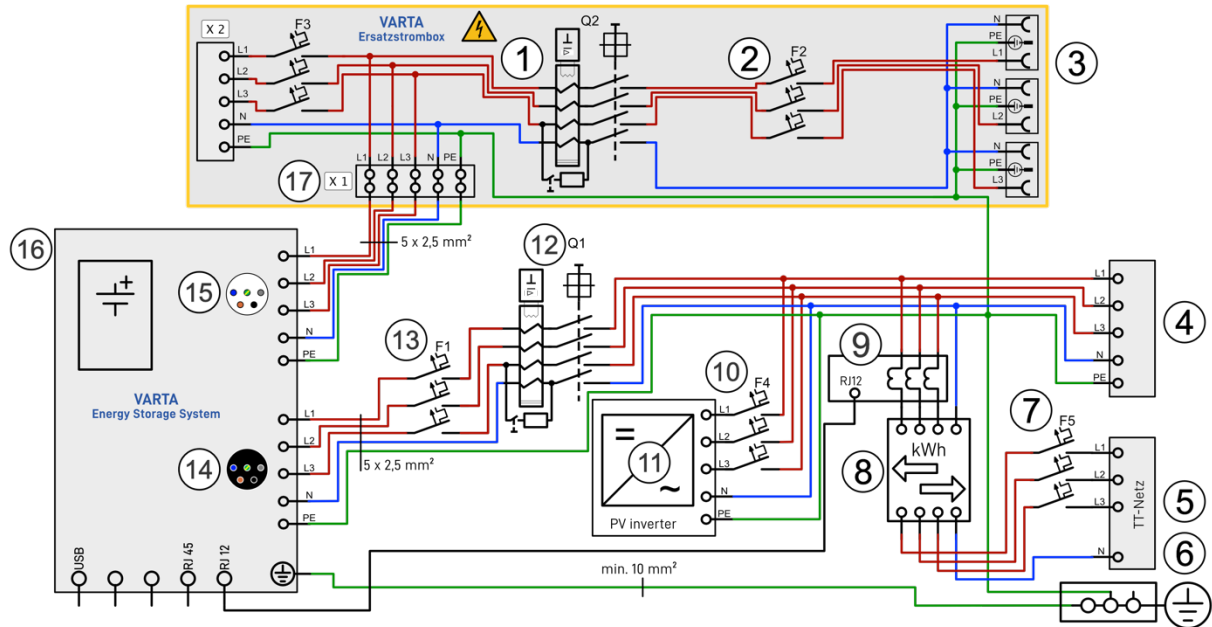 X 2
F3
VARTA
Ersatzstrombox
1
Q2
2
F2
3
L1
L2
L3
N
PE
N
PE
L1
N
PE
L2
N
PE
L3
17
X 1
L1
L2
L3
N
PE
16
5 x 2,5 mm²
12
Q1
15
L1
L2
L3
N
PE
VARTA
Energy Storage System
13
F1
14
L1
L2
L3
N
PE
5 x 2,5 mm²
USB
RJ 45
RJ 12
10
F4
11
=
~
PV inverter
L1
L2
L3
N
PE
9
RJ12
8
kWh
7
F5
4
L1
L2
L3
N
PE
5
6
TT-Netz
L1
L2
L3
N
min. 10 mm²